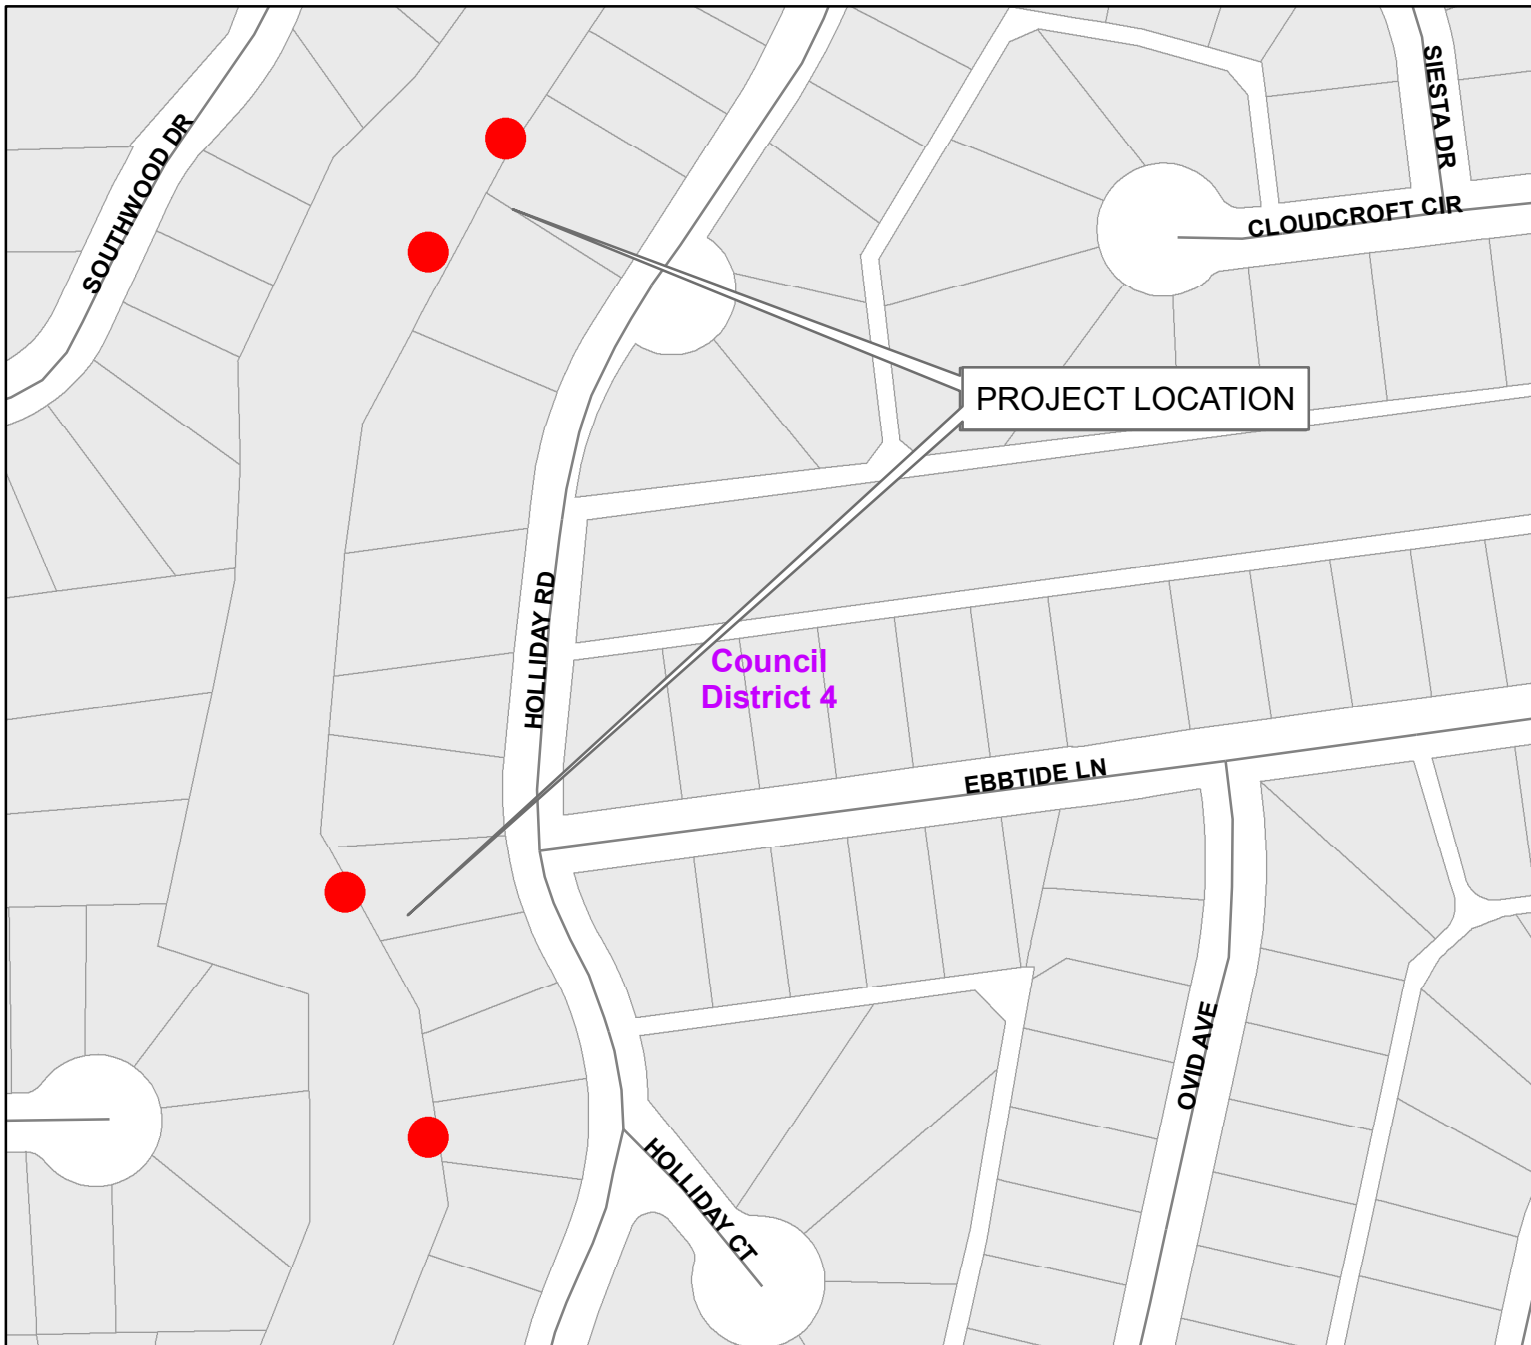 SIESTA DR
SOUTHWOOD DR
CLOUDCROFT CIR
PROJECT LOCATION
HOLLIDAY RD
Council
District 4
EBBTIDE LN
OVID AVE
HOLLIDAY CT